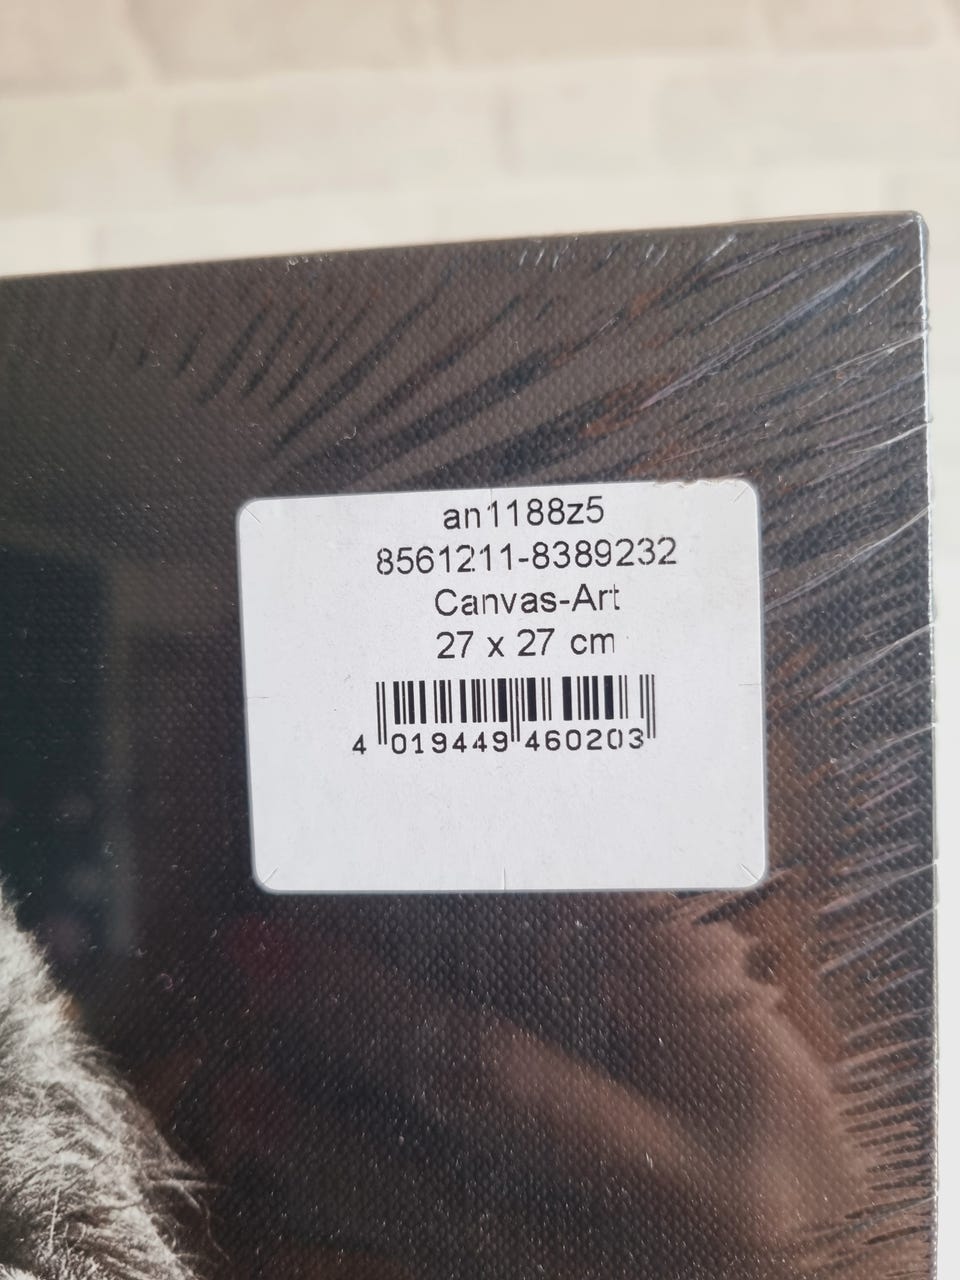 an1188z5
8561211-8389232
Canvas-Art
27 x 27 cm
4 019449 460203